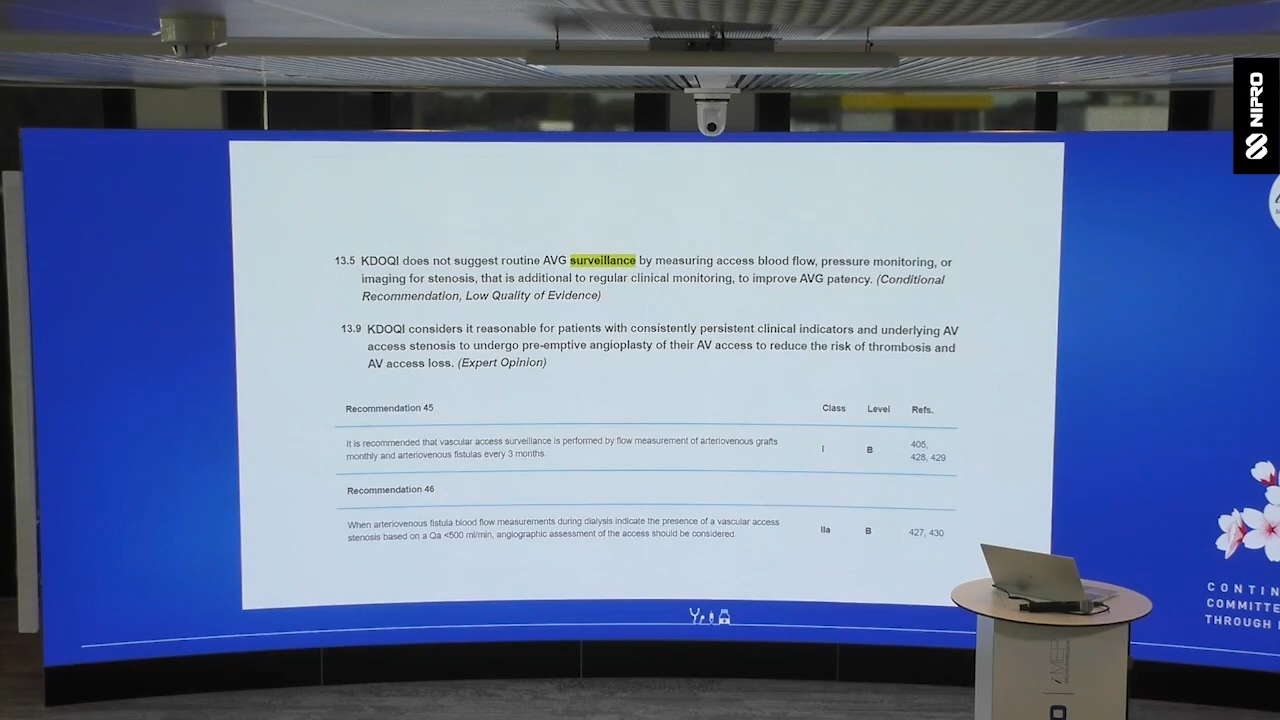 NIPRO
13.5 KDOQI does not suggest routine AVG surveillance by measuring access blood flow, pressure monitoring, or
imaging for stenosis, that is additional to regular clinical monitoring, to improve AVG patency. (Conditional
Recommendation, Low Quality of Evidence)
13.9 KDOQI considers it reasonable for patients with consistently persistent clinical indicators and underlying AV
access stenosis to undergo pre-emptive angioplasty of their AV access to reduce the risk of thrombosis and
AV access loss. (Expert Opinion)
Recommendation 45 Class Level Refs.
It is recommended that vascular access surveillance is performed by flow measurement of arteriovenous grafts
monthly and arteriovenous fistulas every 3 months. I B 405,
428, 429
Recommendation 46
When arteriovenous fistula blood flow measurements during dialysis indicate the presence of a vascular access
stenosis based on a Qa <500 ml/min, angiographic assessment of the access should be considered. IIa B 427, 430
CONTIN
COMMITTE
THROUGH